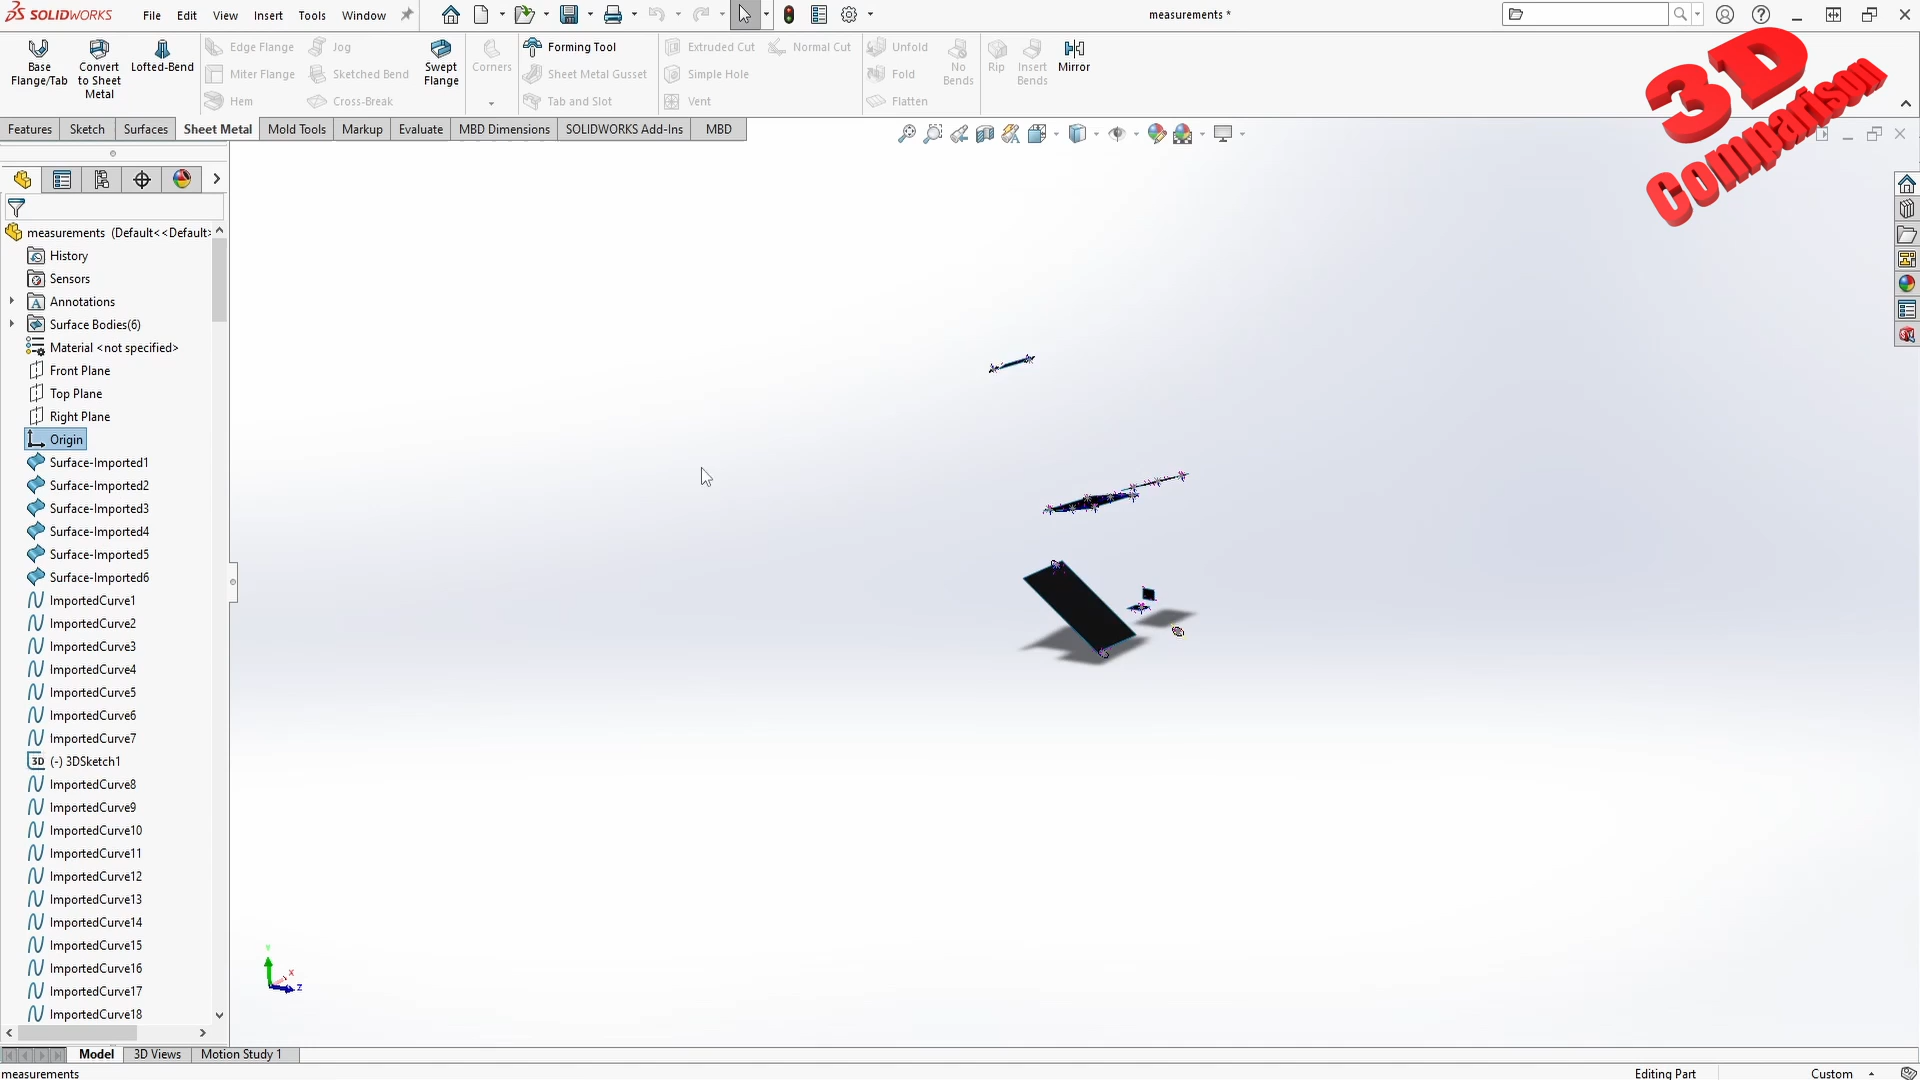 SOLIDWORKS File Edit View Insert Tools Window measurements *
Base Flange/Tab
Convert to Sheet Metal
Lofted-Bend
Edge Flange
Miter Flange
Hem
Jog
Sketched Bend
Cross-Break
Swept Flange
Corners
Forming Tool
Sheet Metal Gusset
Tab and Slot
Extruded Cut
Simple Hole
Vent
Normal Cut
Unfold
Fold
Flatten
No Bends
Rip
Insert Bends
Mirror
3D
Comparison
Features Sketch Surfaces Sheet Metal Mold Tools Markup Evaluate MBD Dimensions SOLIDWORKS Add-Ins MBD
measurements (Default<<Default>
History
Sensors
Annotations
Surface Bodies(6)
Material <not specified>
Front Plane
Top Plane
Right Plane
Origin
Surface-Imported1
Surface-Imported2
Surface-Imported3
Surface-Imported4
Surface-Imported5
Surface-Imported6
ImportedCurve1
ImportedCurve2
ImportedCurve3
ImportedCurve4
ImportedCurve5
ImportedCurve6
ImportedCurve7
3D (-) 3DSketch1
ImportedCurve8
ImportedCurve9
ImportedCurve10
ImportedCurve11
ImportedCurve12
ImportedCurve13
ImportedCurve14
ImportedCurve15
ImportedCurve16
ImportedCurve17
ImportedCurve18
Y
X
Z
Model 3D Views Motion Study 1
measurements Editing Part Custom